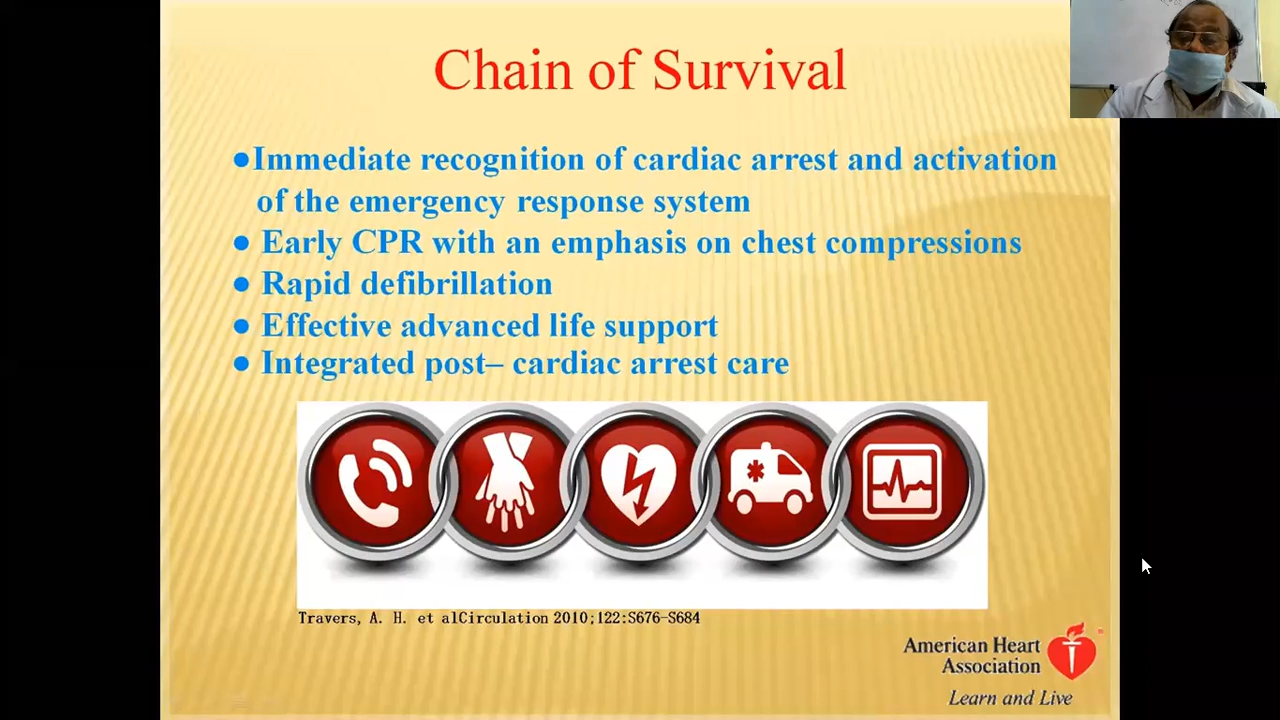 Chain of Survival
●Immediate recognition of cardiac arrest and activation
of the emergency response system
● Early CPR with an emphasis on chest compressions
● Rapid defibrillation
● Effective advanced life support
● Integrated post– cardiac arrest care
Travers, A. H. et alCirculation 2010;122:S676-S684
American Heart
Association
Learn and Live